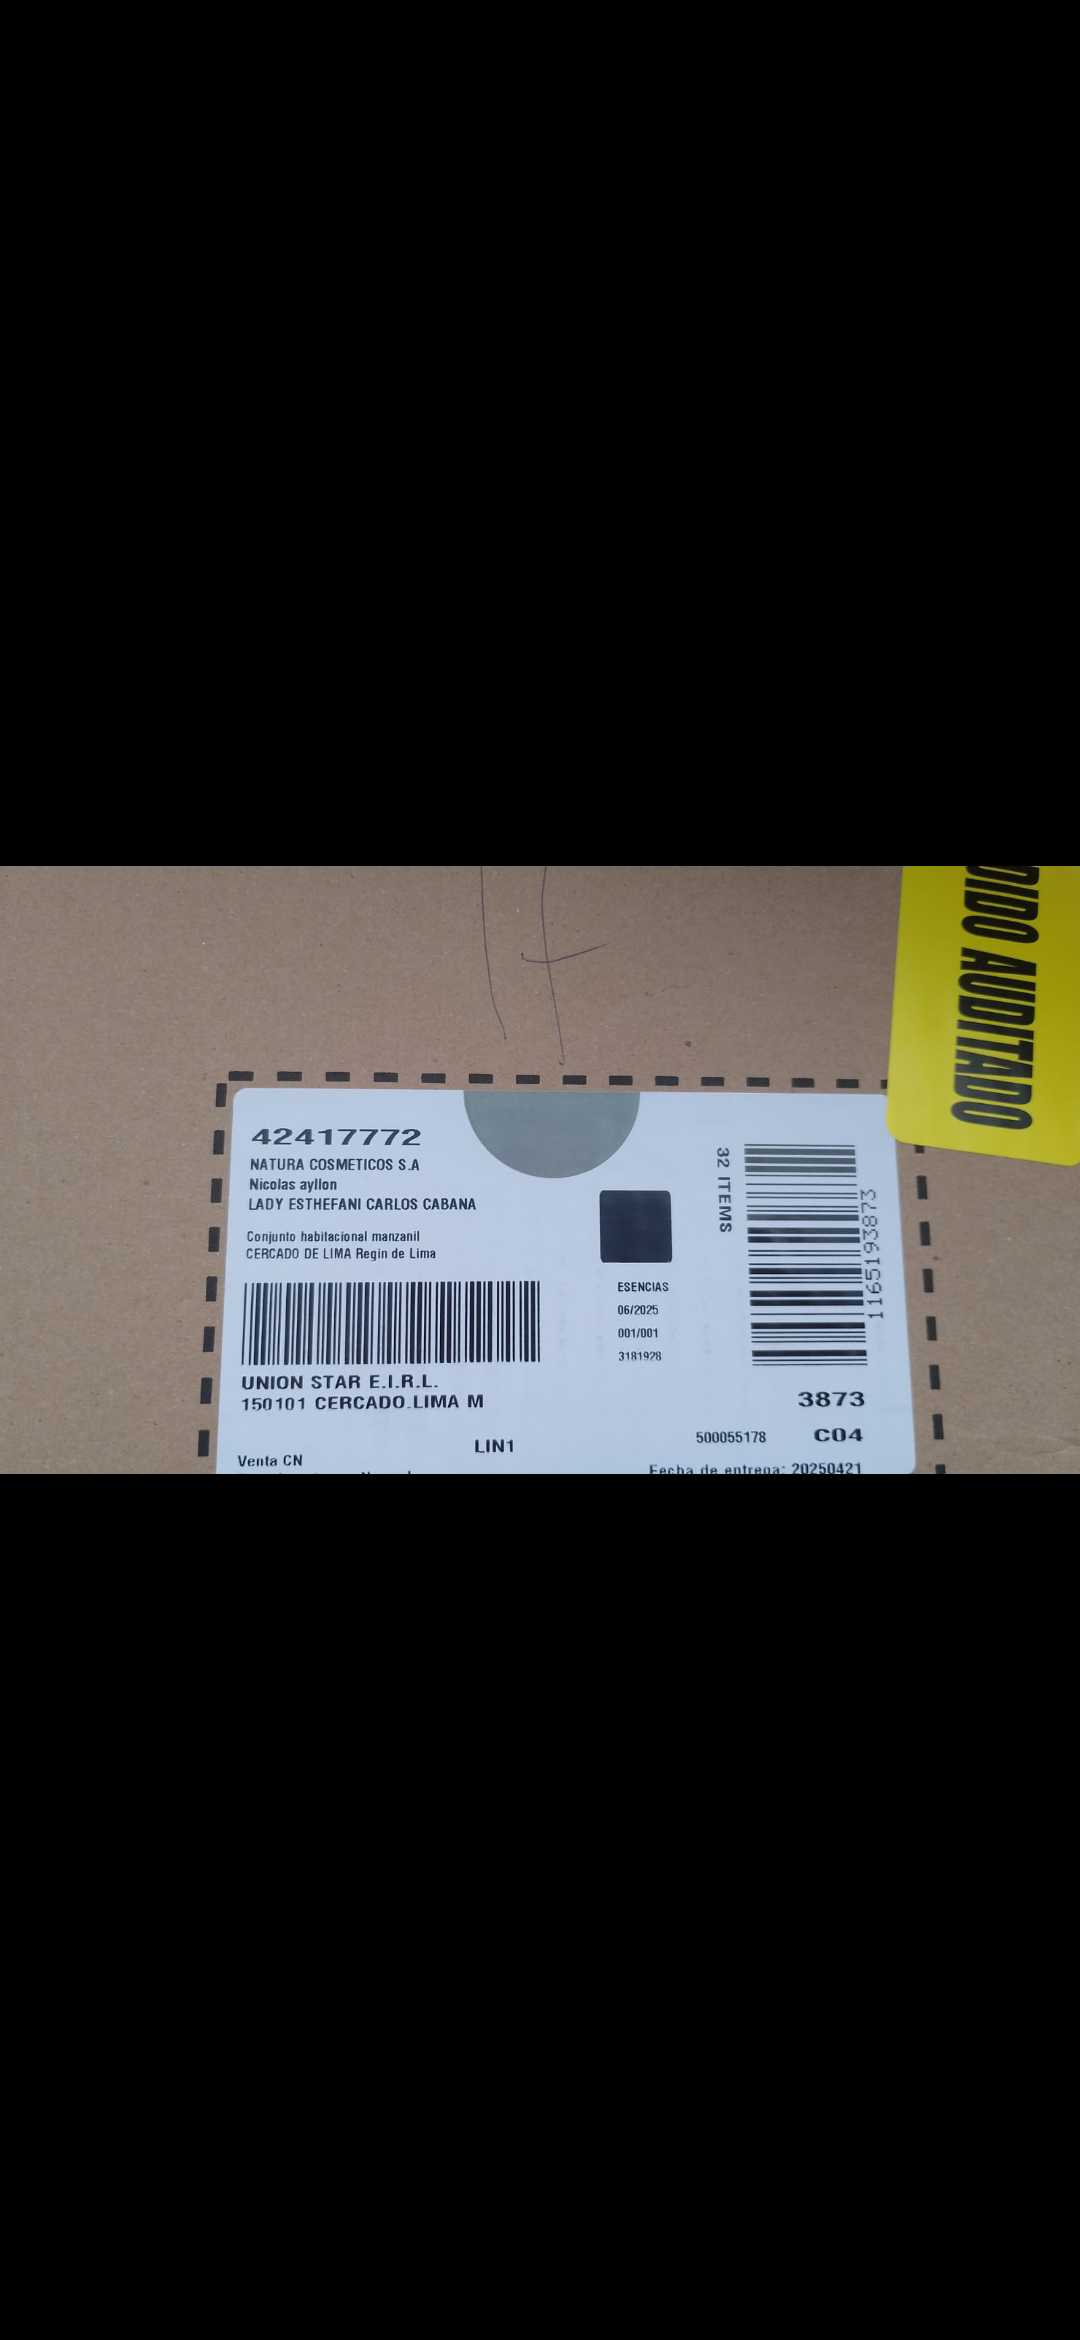 DIDO AUDITADO
42417772
NATURA COSMETICOS S.A
Nicolas ayllon
LADY ESTHEFANI CARLOS CABANA
Conjunto habitacional manzanil
CERCADO DE LIMA Regin de Lima
32 ITEMS
1165193873
ESENCIAS
06/2025
001/001
3181928
UNION STAR E.I.R.L.
150101 CERCADO.LIMA M
3873
LIN1
500055178 C04
Venta CN
Fecha de entrega: 20250421